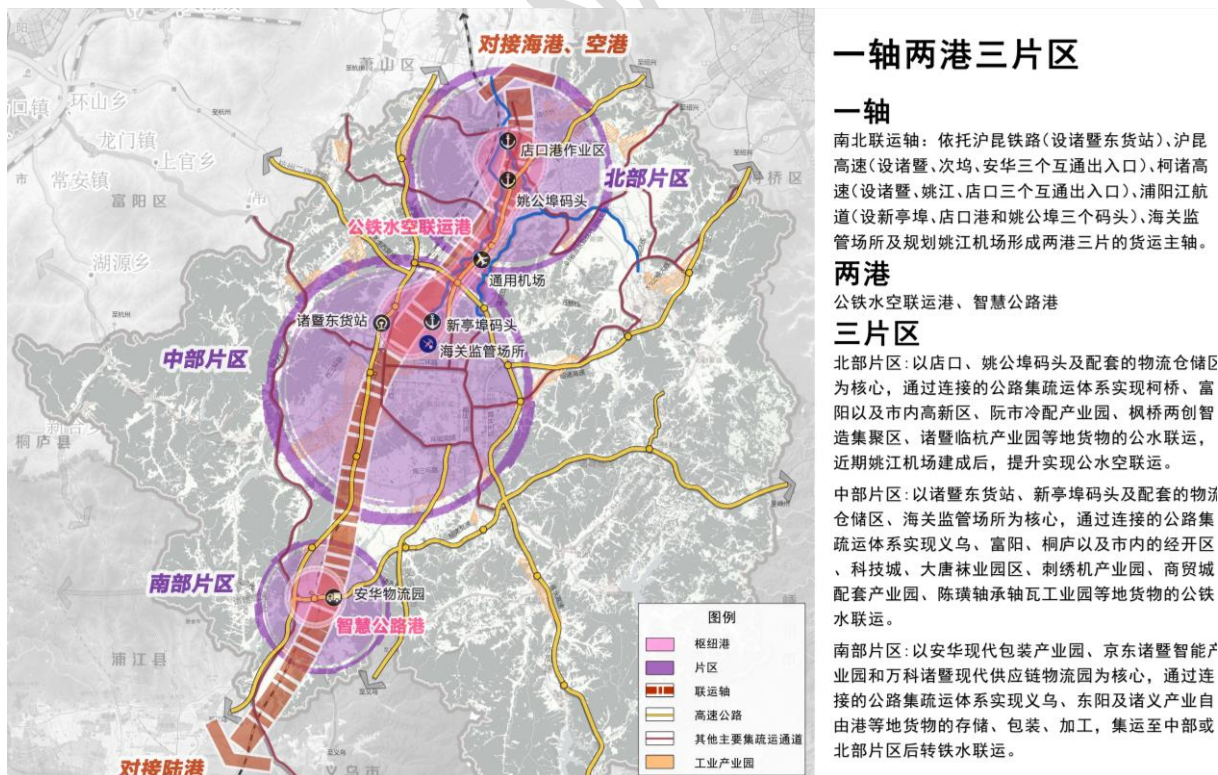 对接海港、空港
萧山区
至杭州
至绍兴
环山乡
口镇
龙门镇
上官乡
常安镇
富阳区
市
湖源乡
店口港作业区
北部片区
姚公埠码头
公铁水空联运港
通用机场
诸暨东货站
新亭埠码头
海关监管场所
中部片区
桐庐县
南部片区
安华物流园
智慧公路港
浦江县
至义乌
对接陆港
义乌市
图例
枢纽港
片区
联运轴
高速公路
其他主要集疏运通道
工业产业园
一轴两港三片区
一轴
南北联运轴：依托沪昆铁路(设诸暨东货站)、沪昆
高速(设诸暨、次坞、安华三个互通出入口)、柯诸高
速(设诸暨、姚江、店口三个互通出入口)、浦阳江航
道(设新亭埠、店口港和姚公埠三个码头)、海关监
管场所及规划姚江机场形成两港三片的货运主轴。
两港
公铁水空联运港、智慧公路港
三片区
北部片区：以店口、姚公埠码头及配套的物流仓储区
为核心，通过连接的公路集疏运体系实现柯桥、富
阳以及市内高新区、阮市冷配产业园、枫桥两创智
造集聚区、诸暨临杭产业园等地货物的公水联运，
近期姚江机场建成后，提升实现公水空联运。
中部片区：以诸暨东货站、新亭埠码头及配套的物流
仓储区、海关监管场所为核心，通过连接的公路集
疏运体系实现义乌、富阳、桐庐以及市内的经开区
、科技城、大唐袜业园区、刺绣机产业园、商贸城
配套产业园、陈璜轴承轴瓦工业园等地货物的公铁
水联运。
南部片区：以安华现代包装产业园、京东诸暨智能产
业园和万科诸暨现代供应链物流园为核心，通过连
接的公路集疏运体系实现义乌、东阳及诸义产业自
由港等地货物的存储、包装、加工，集运至中部或
北部片区后转铁水联运。